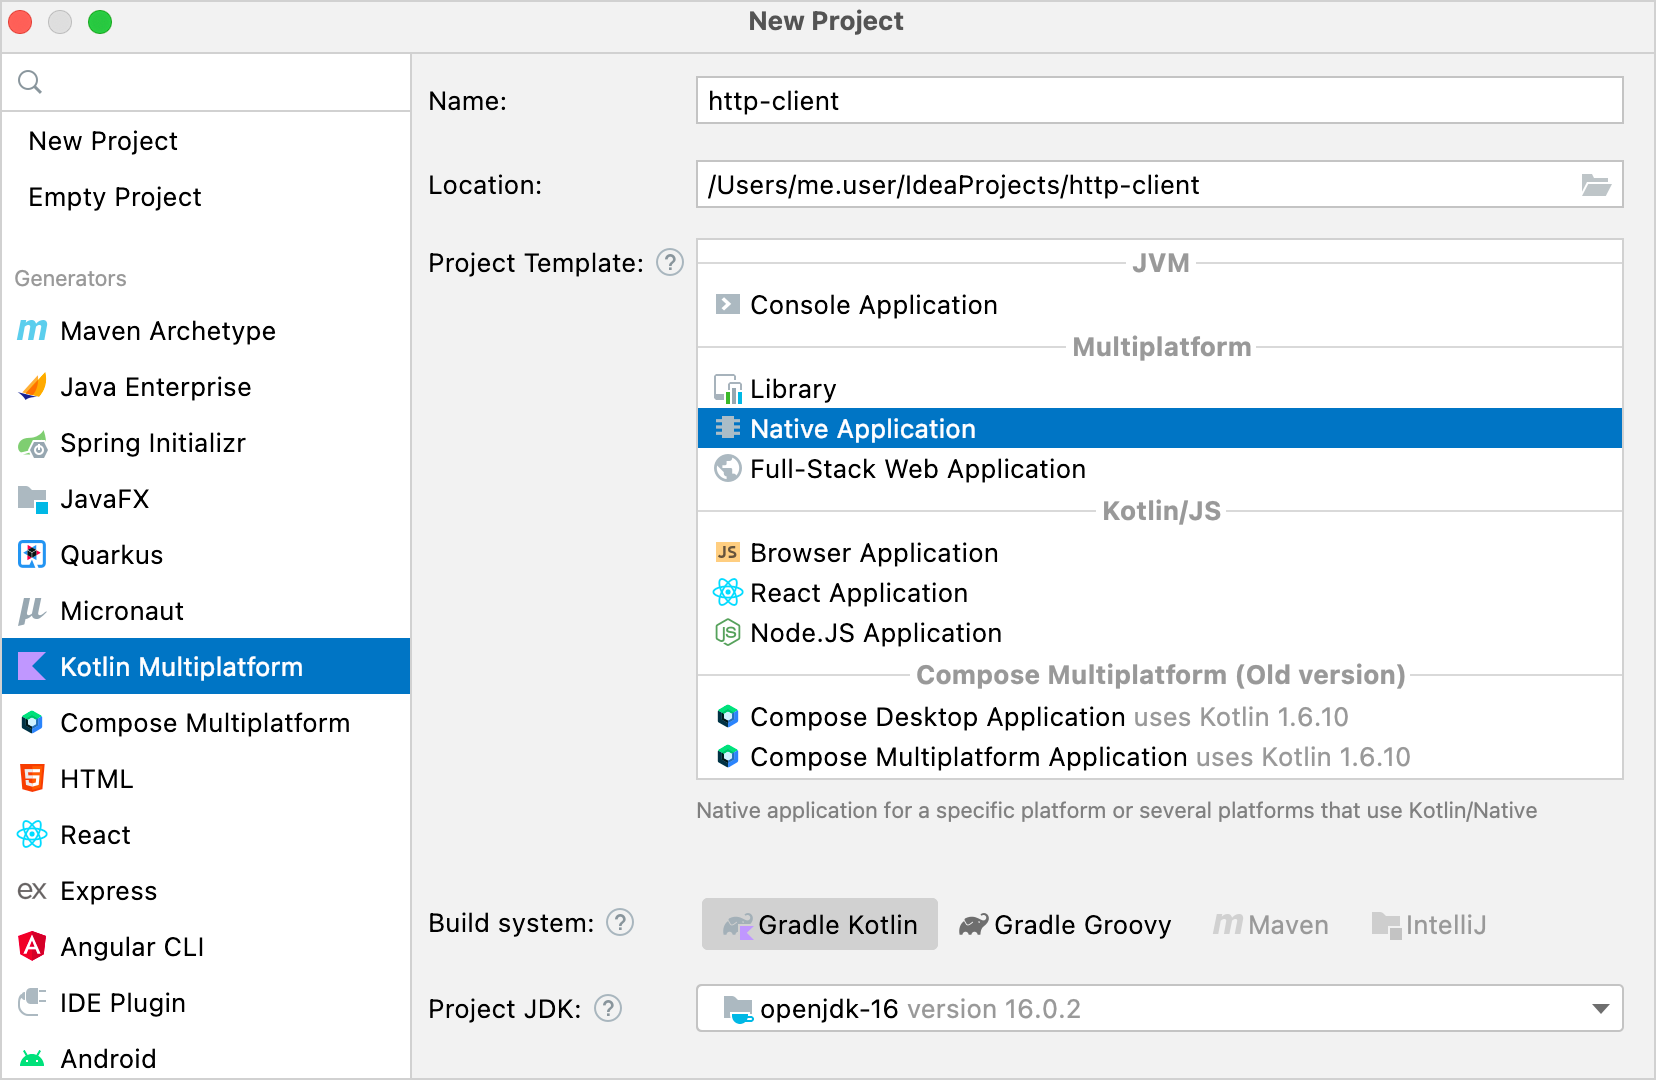 New Project
New Project
Empty Project
Generators
m Maven Archetype
Java Enterprise
Spring Initializr
JavaFX
Quarkus
μ Micronaut
Kotlin Multiplatform
Compose Multiplatform
5 HTML
React
ex Express
A Angular CLI
IDE Plugin
Android
Name: http-client
Location: /Users/me.user/IdeaProjects/http-client
Project Template: ?
JVM
Console Application
Multiplatform
Library
Native Application
Full-Stack Web Application
Kotlin/JS
JS Browser Application
React Application
JS Node.JS Application
Compose Multiplatform (Old version)
Compose Desktop Application uses Kotlin 1.6.10
Compose Multiplatform Application uses Kotlin 1.6.10
Native application for a specific platform or several platforms that use Kotlin/Native
Build system: ? Gradle Kotlin Gradle Groovy m Maven IntelliJ
Project JDK: ? openjdk-16 version 16.0.2